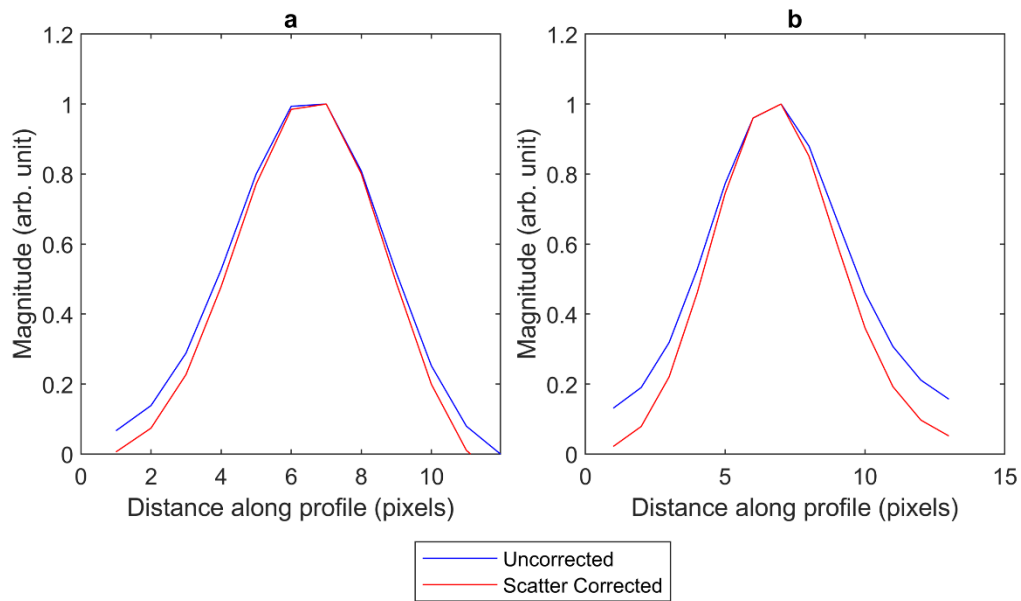 a
1.2
1
0.8
0.6
0.4
0.2
0
Magnitude (arb. unit)
0 2 4 6 8 10
Distance along profile (pixels)
b
1.2
1
0.8
0.6
0.4
0.2
0
Magnitude (arb. unit)
0 5 10 15
Distance along profile (pixels)
Uncorrected
Scatter Corrected